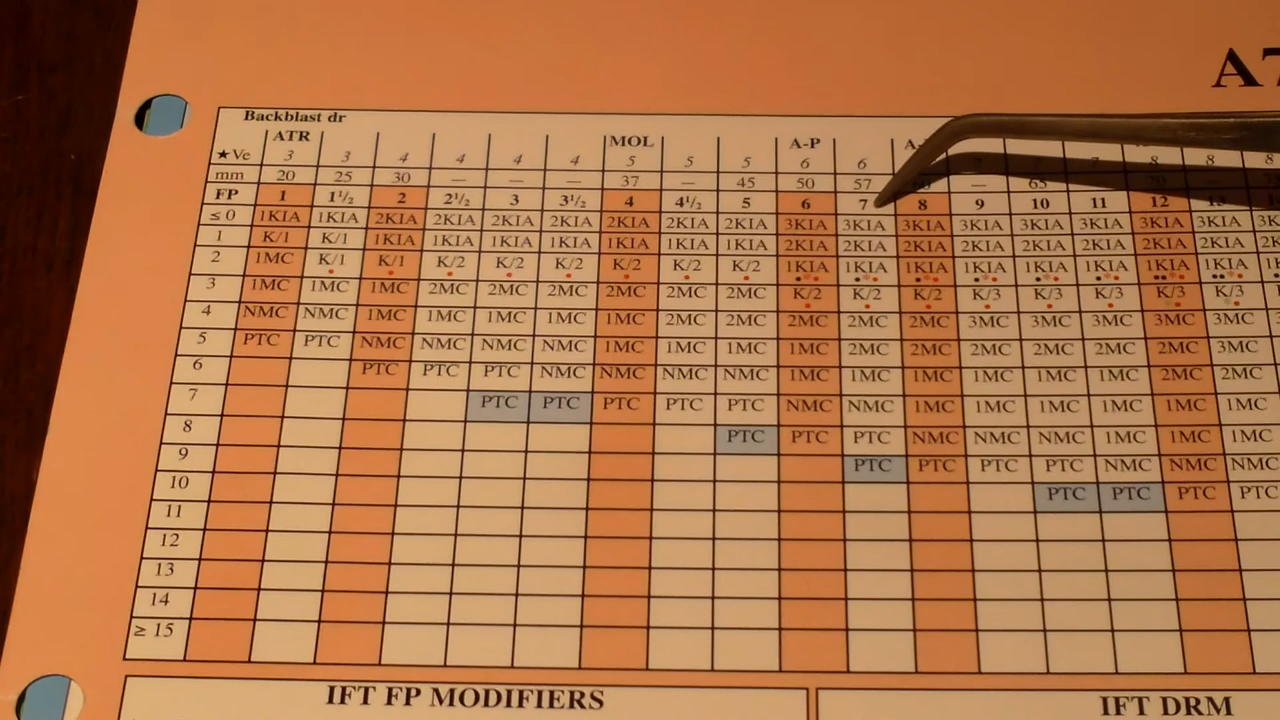 A7
Backblast dr
ATR MOL A-P
★Ve 3 3 4 4 4 4 5 5 5 6 6 8 8 8
mm 20 25 30 — — — 37 — 45 50 57 — 65
FP 1 1½ 2 2½ 3 3½ 4 4½ 5 6 7 8 9 10 11 12
≤ 0 1KIA 1KIA 2KIA 2KIA 2KIA 2KIA 2KIA 2KIA 2KIA 3KIA 3KIA 3KIA 3KIA 3KIA 3KIA 3KIA 3KIA
1 K/1 K/1 1KIA 1KIA 1KIA 1KIA 1KIA 1KIA 1KIA 2KIA 2KIA 2KIA 2KIA 2KIA 2KIA 2KIA 2KIA
2 1MC K/1 K/1 K/2 K/2 K/2 K/2 K/2 K/2 1KIA 1KIA 1KIA 1KIA 1KIA 1KIA 1KIA 1KIA
3 1MC 1MC 1MC 2MC 2MC 2MC 2MC 2MC 2MC K/2 K/2 K/2 K/3 K/3 K/3 K/3 K/3
4 NMC NMC 1MC 1MC 1MC 1MC 1MC 2MC 2MC 2MC 2MC 2MC 3MC 3MC 3MC 3MC 3MC
5 PTC PTC NMC NMC NMC NMC 1MC 1MC 1MC 1MC 2MC 2MC 2MC 2MC 2MC 2MC 3MC
6 PTC PTC PTC NMC NMC NMC NMC 1MC 1MC 1MC 1MC 1MC 1MC 2MC 2MC
7 PTC PTC PTC PTC PTC NMC NMC 1MC 1MC 1MC 1MC 1MC 1MC
8 PTC PTC PTC NMC NMC NMC 1MC 1MC 1MC
9 PTC PTC PTC PTC NMC NMC NMC
10 PTC PTC PTC PTC
11
12
13
14
≥ 15
IFT FP MODIFIERS
IFT DRM